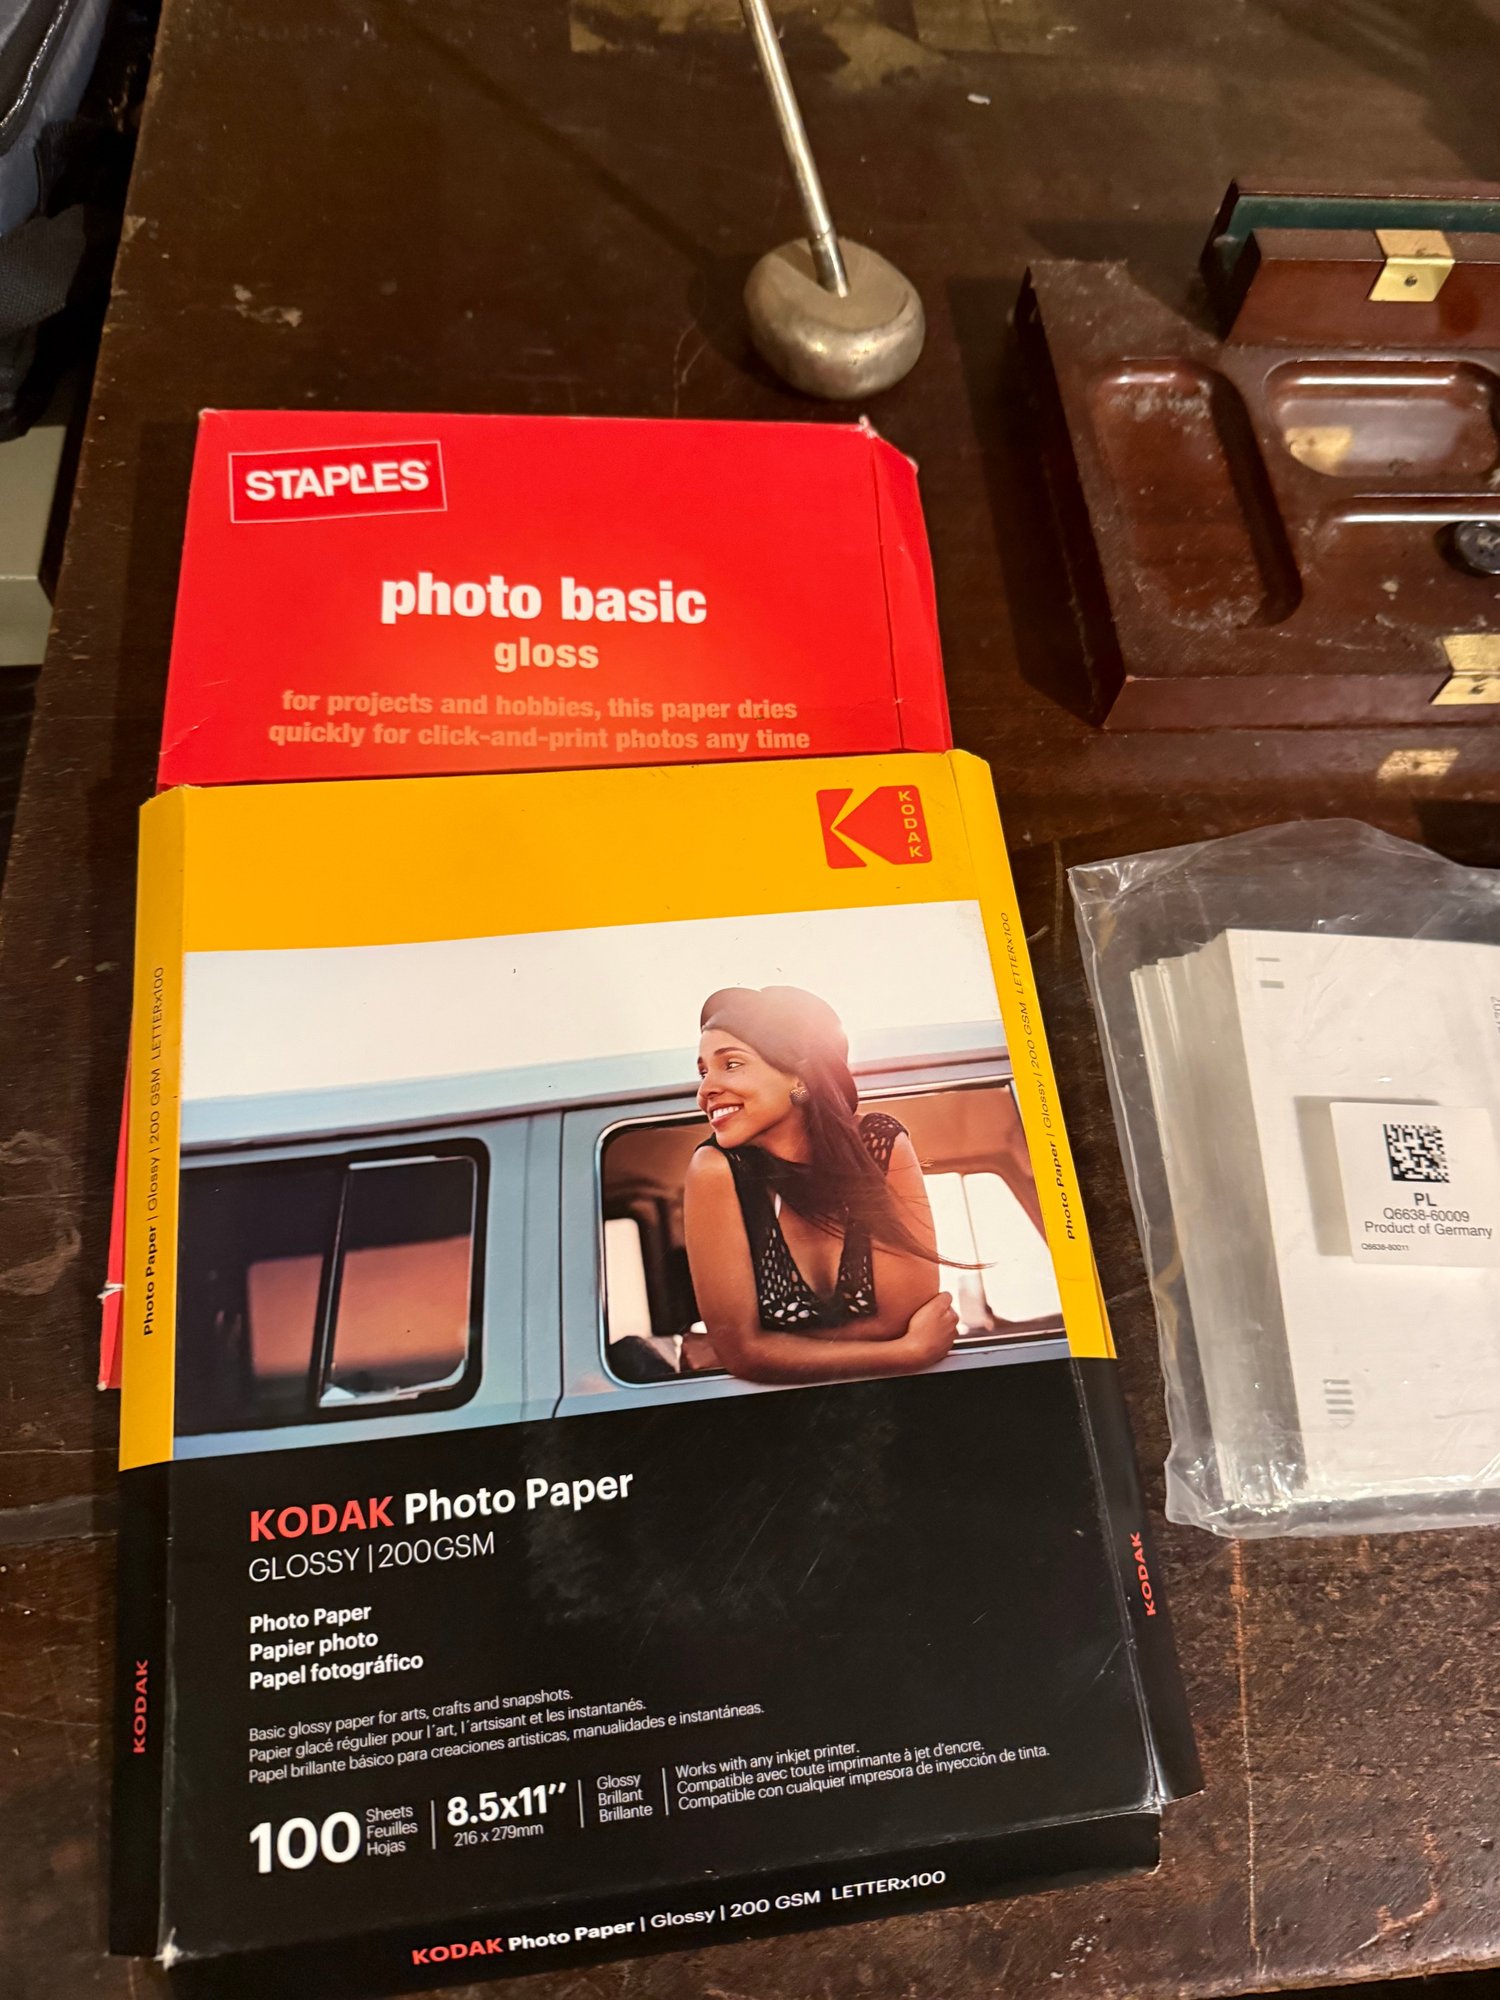 STAPLES
photo basic
gloss
for projects and hobbies, this paper dries
quickly for click-and-print photos any time
KODAK
Photo Paper | Glossy | 200 GSM LETTERx100
KODAK
Photo Paper | Glossy | 200 GSM LETTERx100
KODAK
KODAK Photo Paper
GLOSSY | 200GSM
Photo Paper
Papier photo
Papel fotográfico
Basic glossy paper for arts, crafts and snapshots.
Papier glacé régulier pour l´art, l´artsisant et les instantanés.
Papel brillante básico para creaciones artisticas, manualidades e instantáneas.
100
Sheets
Feuilles
Hojas
8.5x11”
216 x 279mm
Glossy
Brillant
Brillante
Works with any inkjet printer.
Compatible avec toute imprimante à jet d’encre.
Compatible con cualquier impresora de inyección de tinta.
KODAK Photo Paper | Glossy | 200 GSM LETTERx100
PL
Q6638-60009
Product of Germany
Q6638-80011